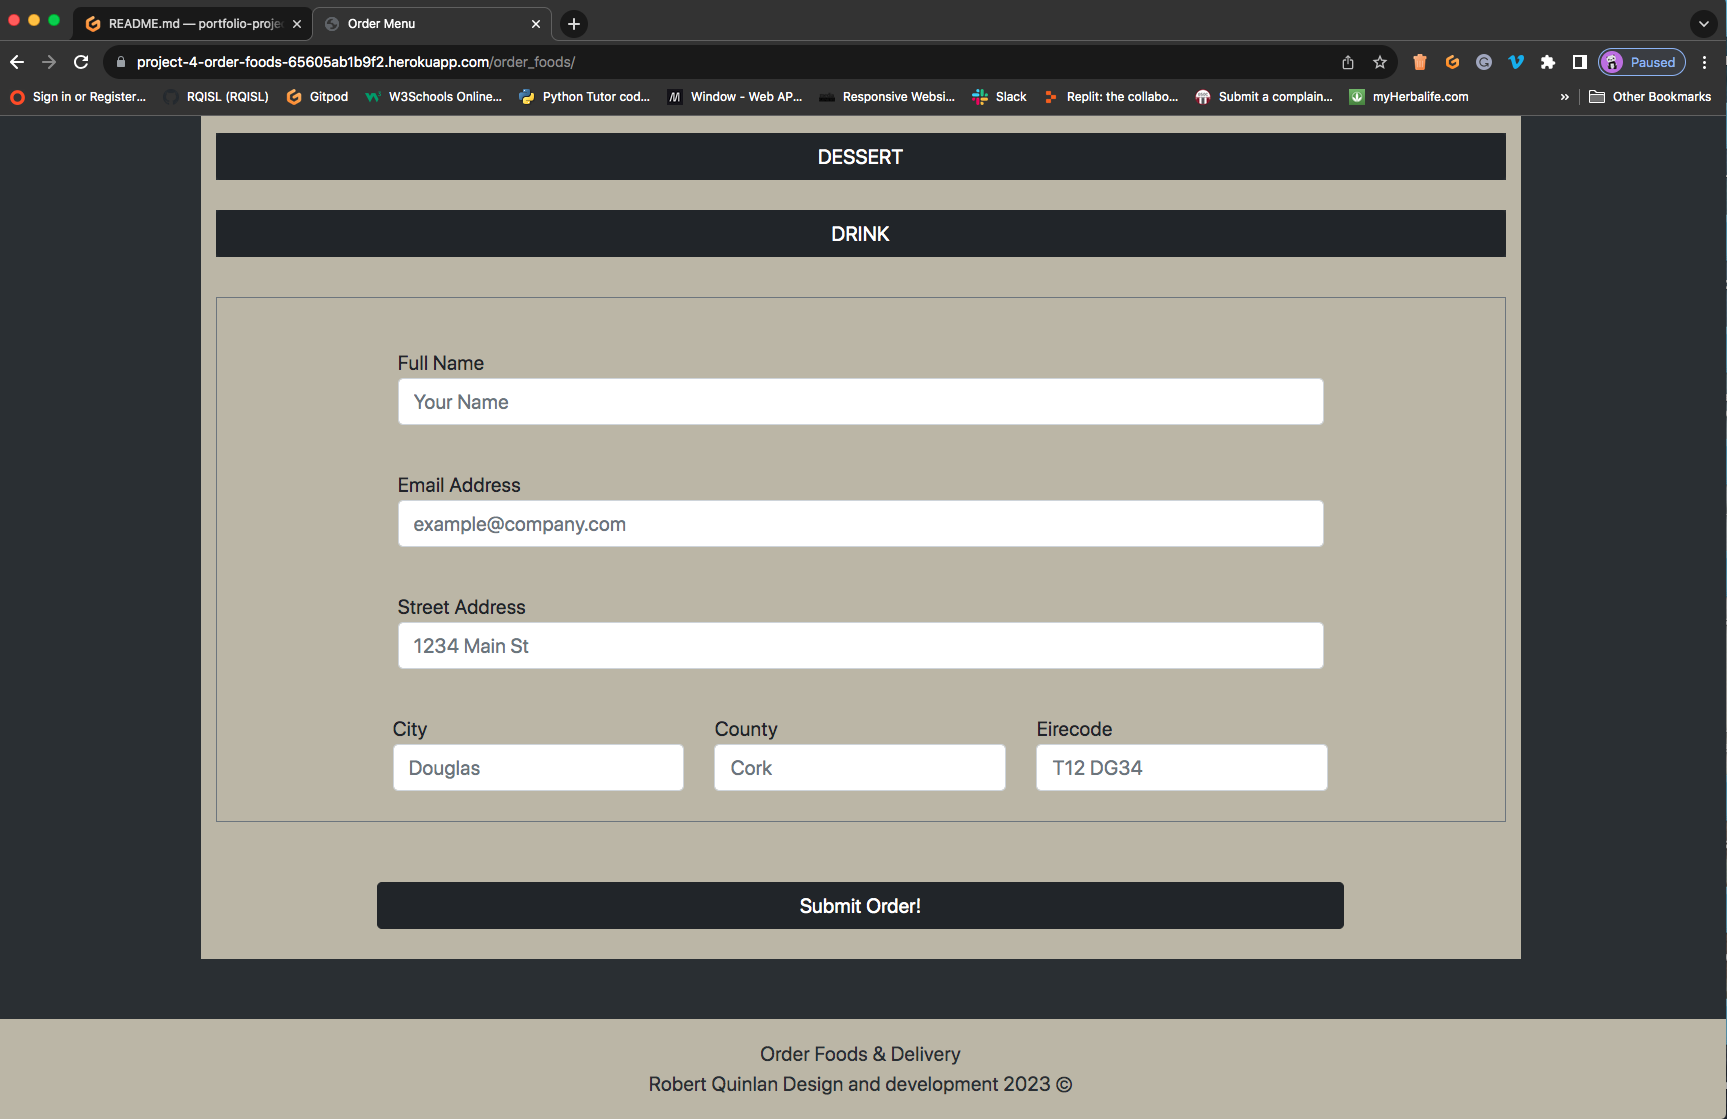 README.md — portfolio-proje
Order Menu
project-4-order-foods-65605ab1b9f2.herokuapp.com/order_foods/
Paused
Sign in or Register...
RQISL (RQISL)
Gitpod
W3Schools Online...
Python Tutor cod...
Window - Web AP...
Responsive Websi...
Slack
Replit: the collabo...
Submit a complain...
myHerbalife.com
»
Other Bookmarks
DESSERT
DRINK
Full Name
Your Name
Email Address
example@company.com
Street Address
1234 Main St
City County Eirecode
Douglas Cork T12 DG34
Submit Order!
Order Foods & Delivery
Robert Quinlan Design and development 2023 ©